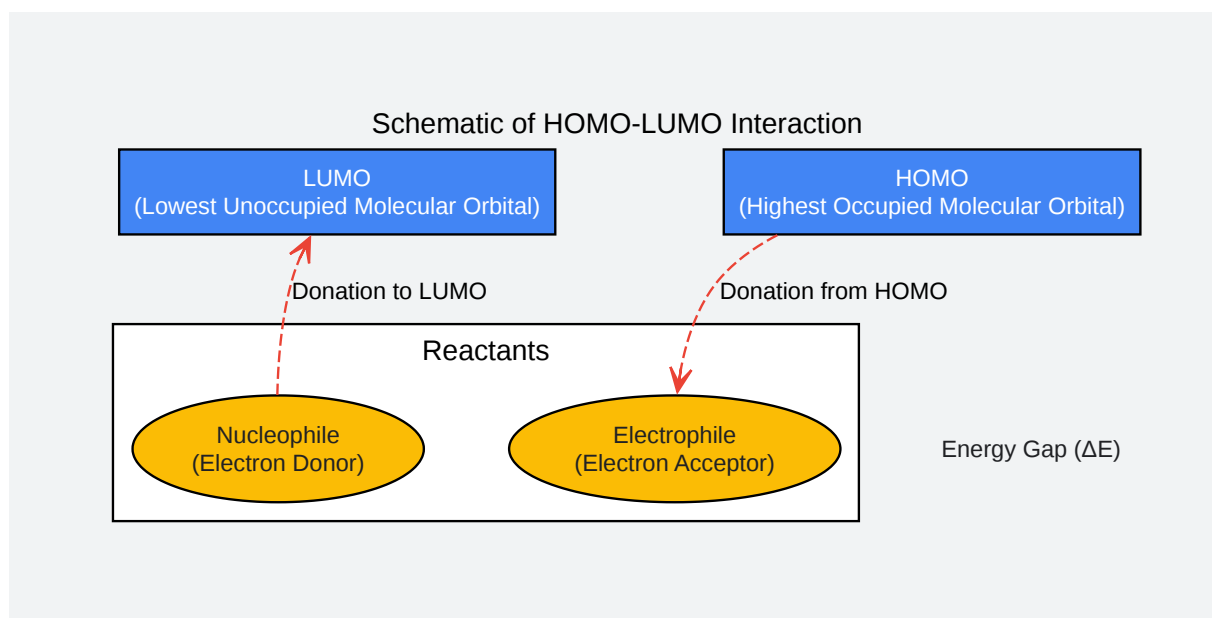 Schematic of HOMO-LUMO Interaction
LUMO
(Lowest Unoccupied Molecular Orbital)
HOMO
(Highest Occupied Molecular Orbital)
Donation to LUMO
Donation from HOMO
Reactants
Nucleophile
(Electron Donor)
Electrophile
(Electron Acceptor)
Energy Gap (ΔE)